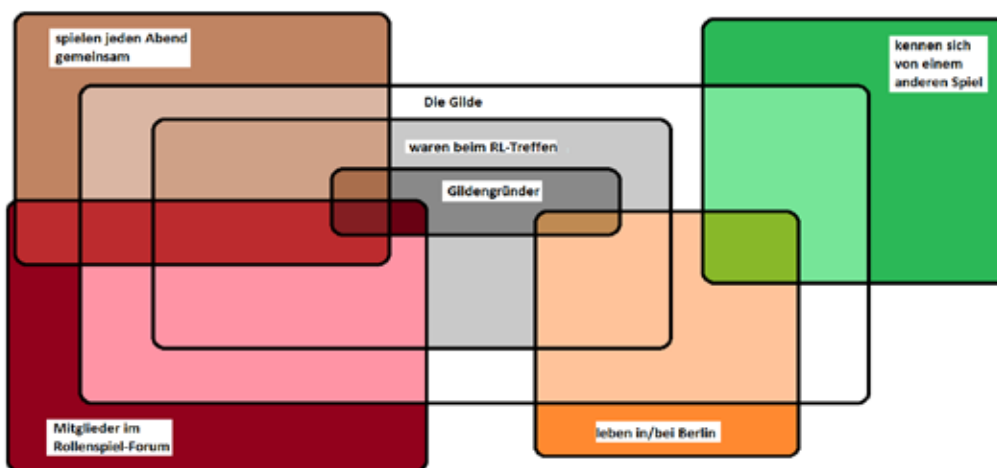 spielen jeden Abend
gemeinsam
kennen sich
von einem
anderen Spiel
Die Gilde
waren beim RL-Treffen
Gildengründer
Mitglieder im
Rollenspiel-Forum
leben in/bei Berlin